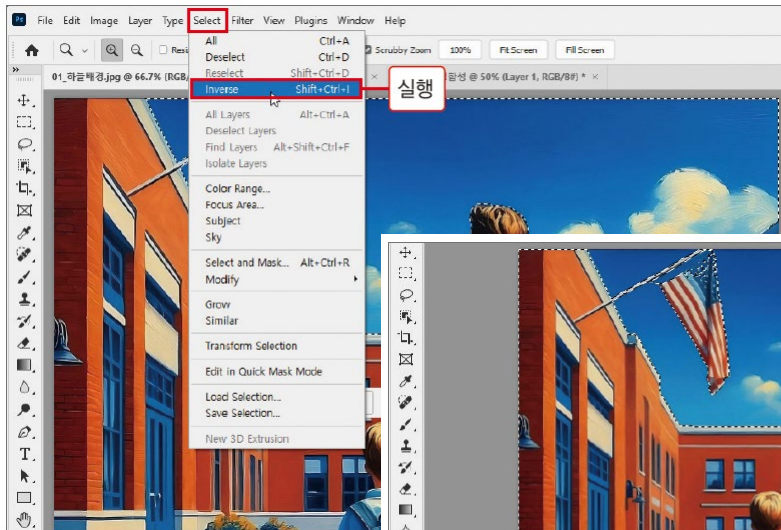 Ps File Edit Image Layer Type Select Filter View Plugins Window Help
Scrubby Zoom 100% Fit Screen Fill Screen
01_하늘배경.jpg @ 66.7% (RGB/ × @ 50% (Layer 1, RGB/8#) * ×
All Ctrl+A
Deselect Ctrl+D
Reselect Shift+Ctrl+D
Inverse Shift+Ctrl+I
실행
All Layers Alt+Ctrl+A
Deselect Layers
Find Layers Alt+Shift+Ctrl+F
Isolate Layers
Color Range...
Focus Area...
Subject
Sky
Select and Mask... Alt+Ctrl+R
Modify
Grow
Similar
Transform Selection
Edit in Quick Mask Mode
Load Selection...
Save Selection...
New 3D Extrusion